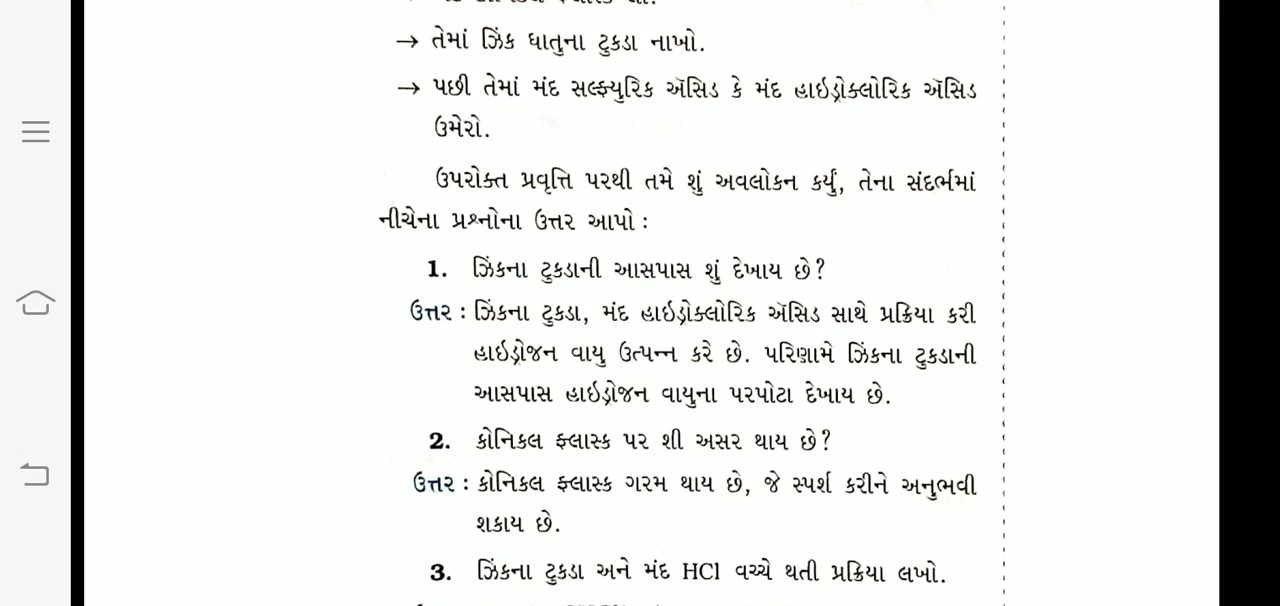 → તેમાં ઝિંક ધાતુના ટુકડા નાખો.
→ પછી તેમાં મંદ સલ્ફ્યુરિક ઍસિડ કે મંદ હાઇડ્રોક્લોરિક ઍસિડ
ઉમેરો.
ઉપરોક્ત પ્રવૃત્તિ પરથી તમે શું અવલોકન કર્યું, તેના સંદર્ભમાં
નીચેના પ્રશ્નોના ઉત્તર આપો :
1. ઝિંકના ટુકડાની આસપાસ શું દેખાય છે?
ઉત્તર : ઝિંકના ટુકડા, મંદ હાઇડ્રોક્લોરિક ઍસિડ સાથે પ્રક્રિયા કરી
હાઇડ્રોજન વાયુ ઉત્પન્ન કરે છે. પરિણામે ઝિંકના ટુકડાની
આસપાસ હાઇડ્રોજન વાયુના પરપોટા દેખાય છે.
2. કોનિકલ ફ્લાસ્ક પર શી અસર થાય છે?
ઉત્તર : કોનિકલ ફ્લાસ્ક ગરમ થાય છે, જે સ્પર્શ કરીને અનુભવી
શકાય છે.
3. ઝિંકના ટુકડા અને મંદ HCl વચ્ચે થતી પ્રક્રિયા લખો.